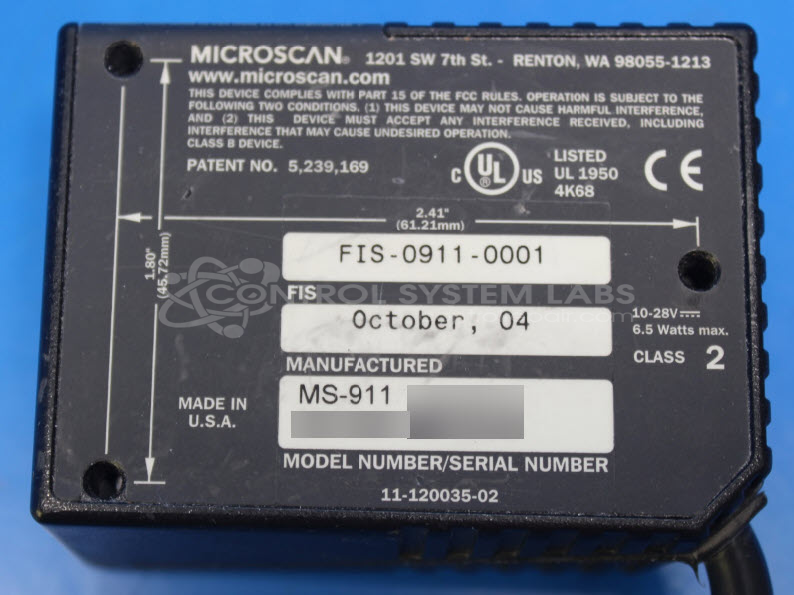 MICROSCAN® 1201 SW 7th St. - RENTON, WA 98055-1213
www.microscan.com
THIS DEVICE COMPLIES WITH PART 15 OF THE FCC RULES. OPERATION IS SUBJECT TO THE
FOLLOWING TWO CONDITIONS. (1) THIS DEVICE MAY NOT CAUSE HARMFUL INTERFERENCE,
AND (2) THIS DEVICE MUST ACCEPT ANY INTERFERENCE RECEIVED, INCLUDING
INTERFERENCE THAT MAY CAUSE UNDESIRED OPERATION.
CLASS B DEVICE.
PATENT NO. 5,239,169
C UL® US
LISTED
UL 1950
4K68
CE
2.41"
(61.21mm)
1.80"
(45.72mm)
FIS-0911-0001
FIS
CONTROL SYSTEM LABS
October, 04
10-28V
6.5 Watts max.
MANUFACTURED
CLASS 2
MS-911
MADE IN
U.S.A.
MODEL NUMBER/SERIAL NUMBER
11-120035-02